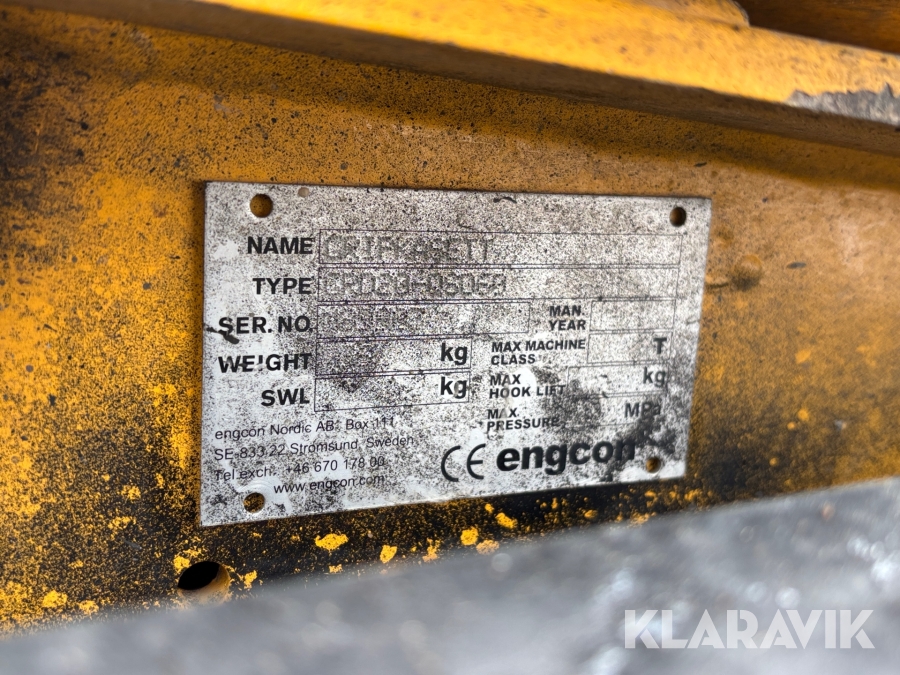 NAME GRIPKASETT
TYPE
SER. NO. MAN. YEAR
WEIGHT kg MAX MACHINE CLASS T
SWL kg MAX HOOK LIFT kg
MAX. PRESSURE MPa
engcon Nordic AB, Box 111
SE-833 22 Strömsund, Sweden
Tel.exch: +46 670 178 00
www.engcon.com
CE engcon
KLARAVIK